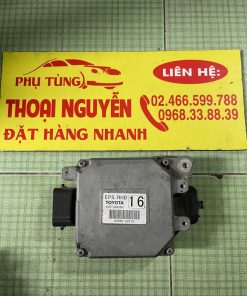 PHỤ TÙNG
THOẠI NGUYỄN
ĐẶT HÀNG NHANH
LIÊN HỆ:
02.466.599.788
0968.33.88.39
EPS RHD 16
TOYOTA